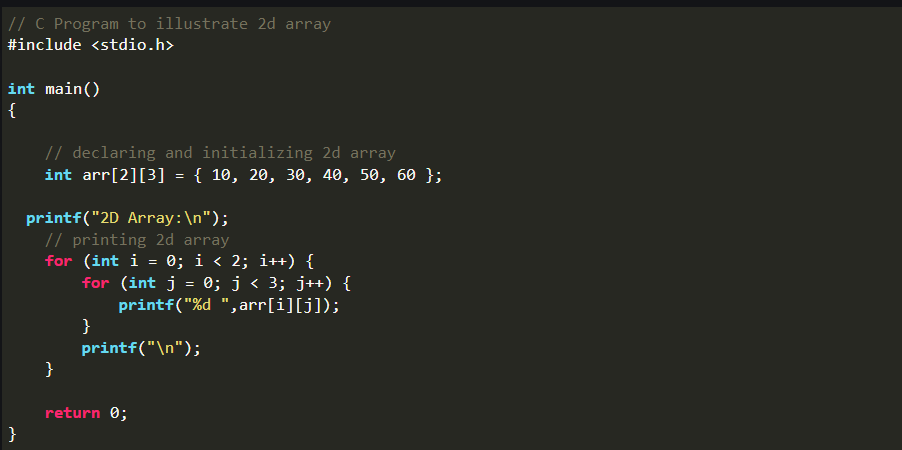 // C Program to illustrate 2d array
#include <stdio.h>
int main()
{
    // declaring and initializing 2d array
    int arr[2][3] = { 10, 20, 30, 40, 50, 60 };
  printf("2D Array:\n");
    // printing 2d array
    for (int i = 0; i < 2; i++) {
        for (int j = 0; j < 3; j++) {
            printf("%d ",arr[i][j]);
        }
        printf("\n");
    }
    return 0;
}